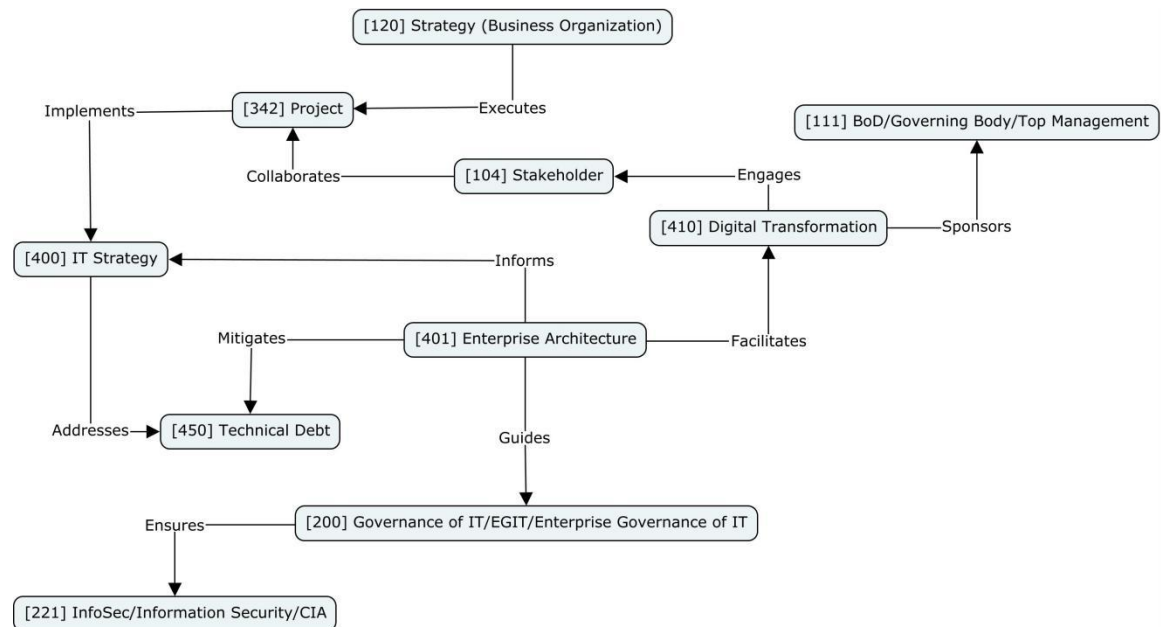 [120] Strategy (Business Organization)
Implements
[342] Project
Executes
[111] BoD/Governing Body/Top Management
Collaborates
[104] Stakeholder
Engages
[410] Digital Transformation
Sponsors
[400] IT Strategy
Informs
Mitigates
[401] Enterprise Architecture
Facilitates
Addresses
[450] Technical Debt
Guides
[200] Governance of IT/EGIT/Enterprise Governance of IT
Ensures
[221] InfoSec/Information Security/CIA